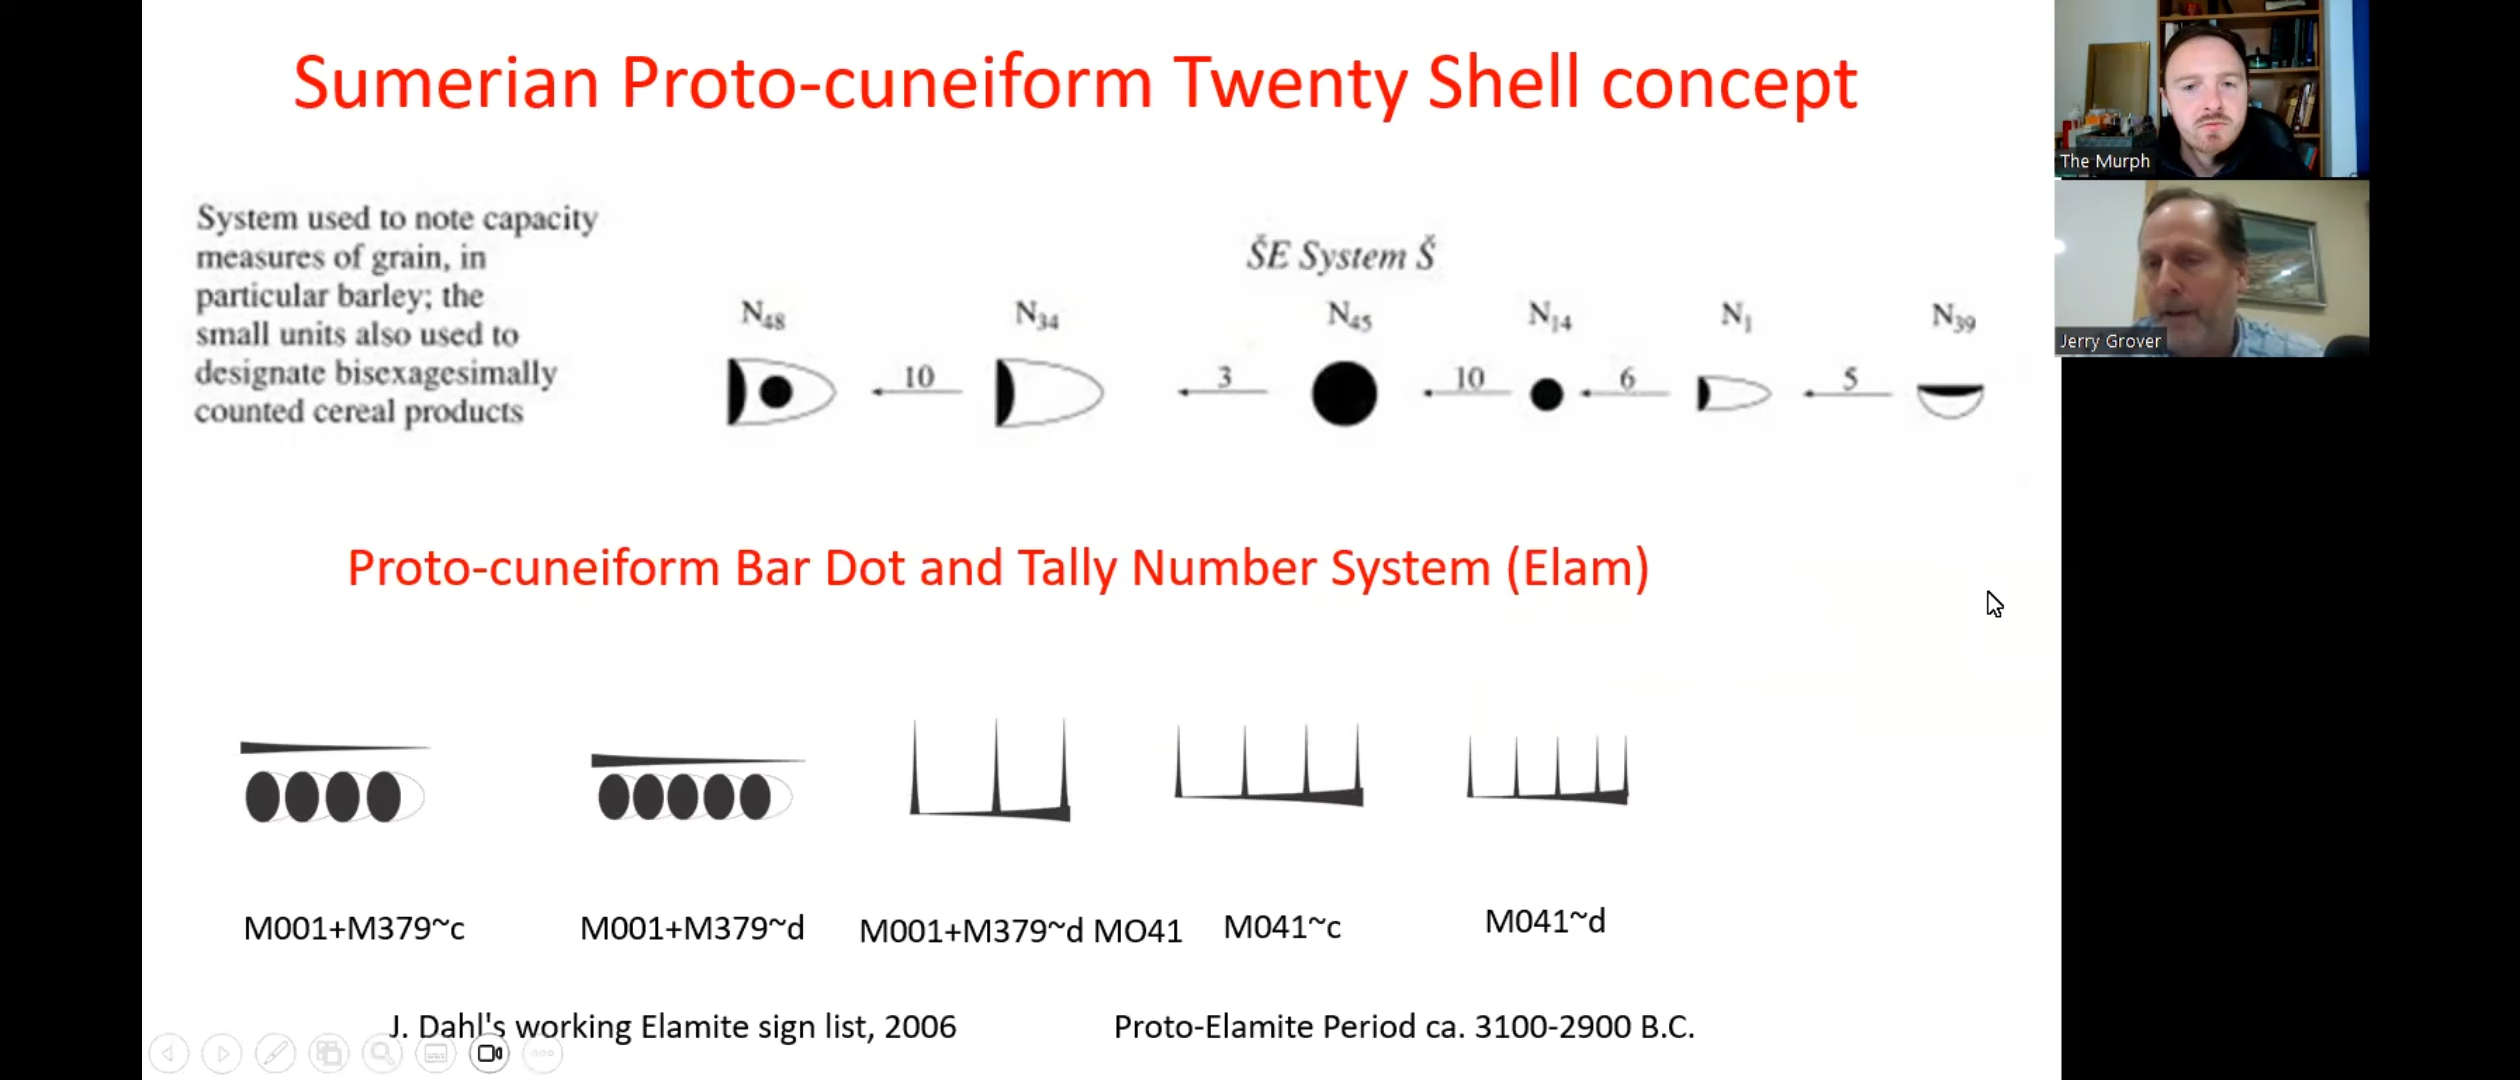 Sumerian Proto-cuneiform Twenty Shell concept
The Murph
Jerry Grover
System used to note capacity
measures of grain, in
particular barley; the
small units also used to
designate bisexagesimally
counted cereal products
ŠE System Š
N48 N34 N45 N14 N1 N39
10 3 10 6 5
Proto-cuneiform Bar Dot and Tally Number System (Elam)
M001+M379~c M001+M379~d M001+M379~d MO41 M041~c M041~d
J. Dahl's working Elamite sign list, 2006 Proto-Elamite Period ca. 3100-2900 B.C.